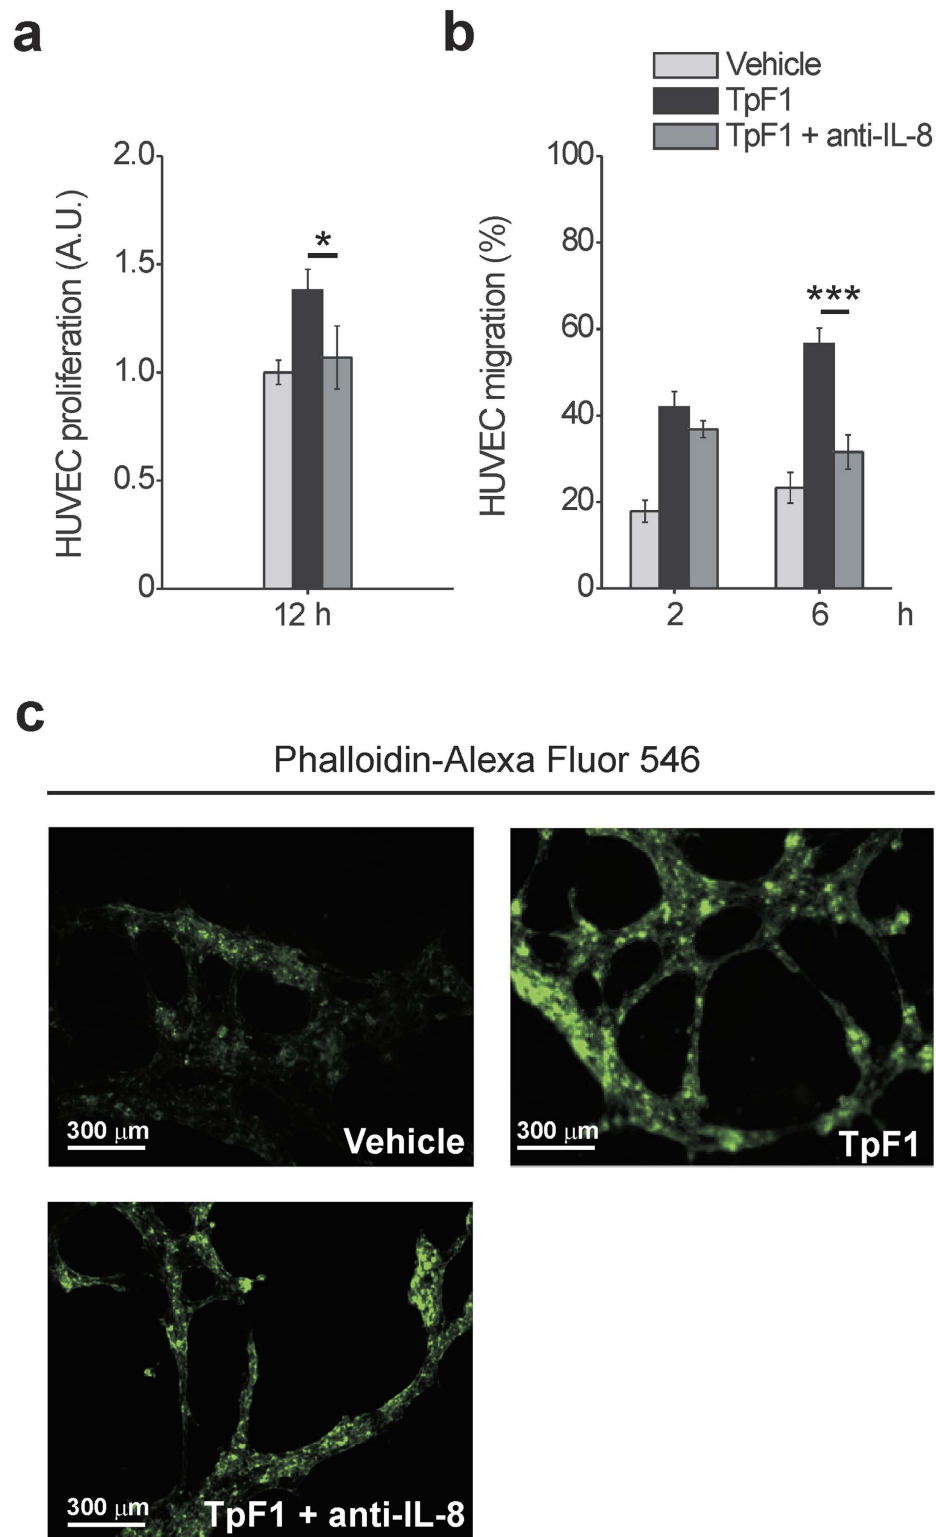 a
b
Vehicle
TpF1
TpF1 + anti-IL-8
HUVEC proliferation (A.U.)
2.0
1.5
1.0
0.5
0
*
12 h
HUVEC migration (%)
100
80
60
40
20
0
***
2
6
h
c
Phalloidin-Alexa Fluor 546
300 μm
Vehicle
300 μm
TpF1
300 μm
TpF1 + anti-IL-8